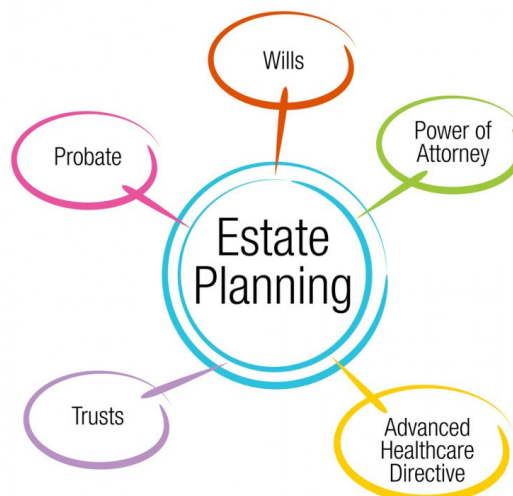 Wills
Power of
Attorney
Probate
Estate
Planning
Trusts
Advanced
Healthcare
Directive